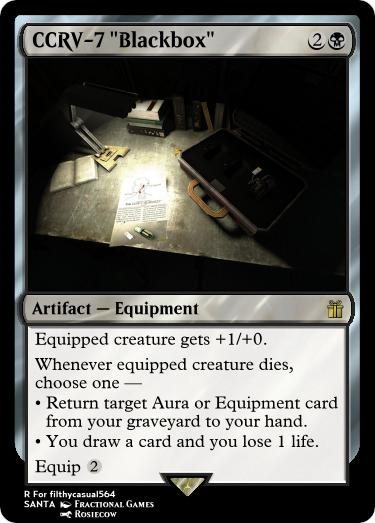 CCRV-7 "Blackbox" 2
Artifact — Equipment
Equipped creature gets +1/+0.
Whenever equipped creature dies,
choose one —
• Return target Aura or Equipment card
from your graveyard to your hand.
• You draw a card and you lose 1 life.
Equip 2
R For filthycasual564
SANTA Fractional Games
Rosiecow